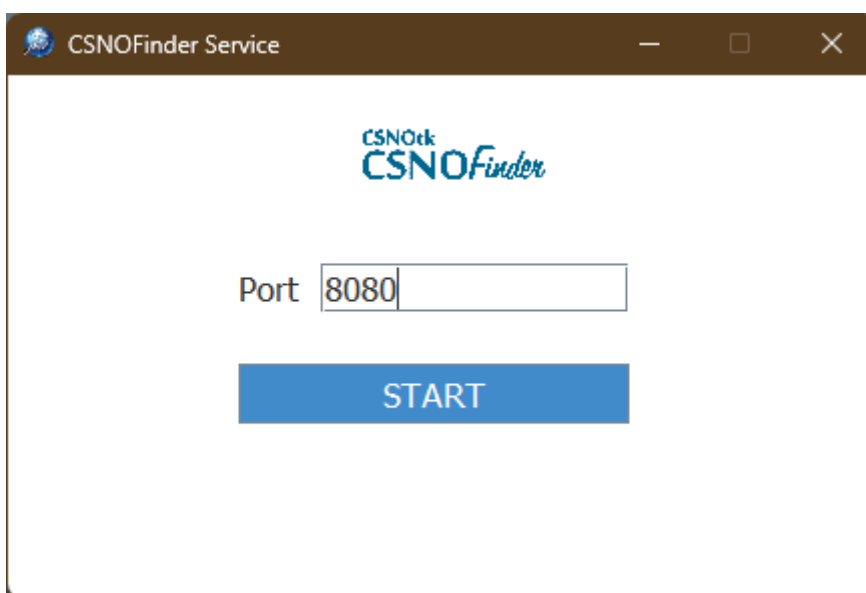 CSNOFinder Service
CSNOtk
CSNOFinder
Port 8080
START